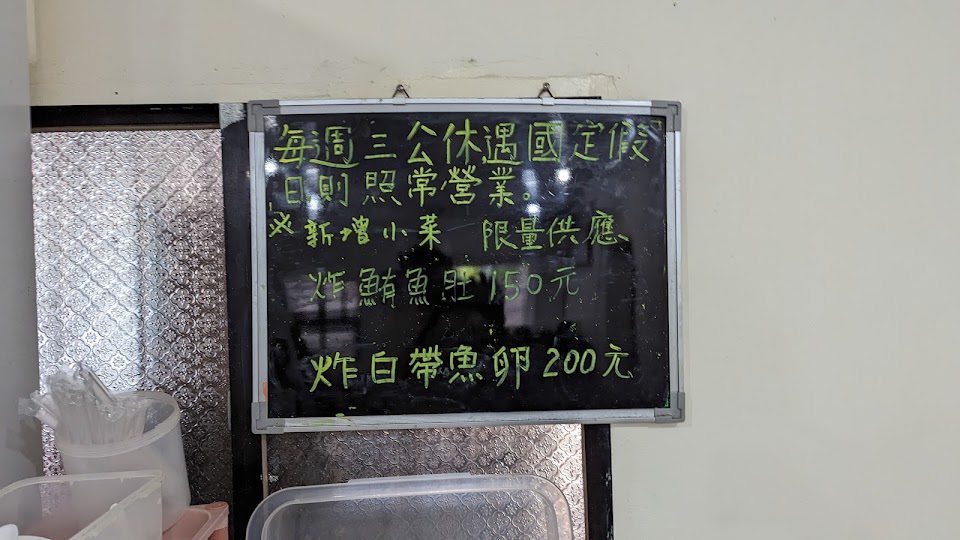 每週三公休遇國定假
日則照常營業。
※ 新增小菜 限量供應、
炸鮪魚肚150元
炸白帶魚卵200元